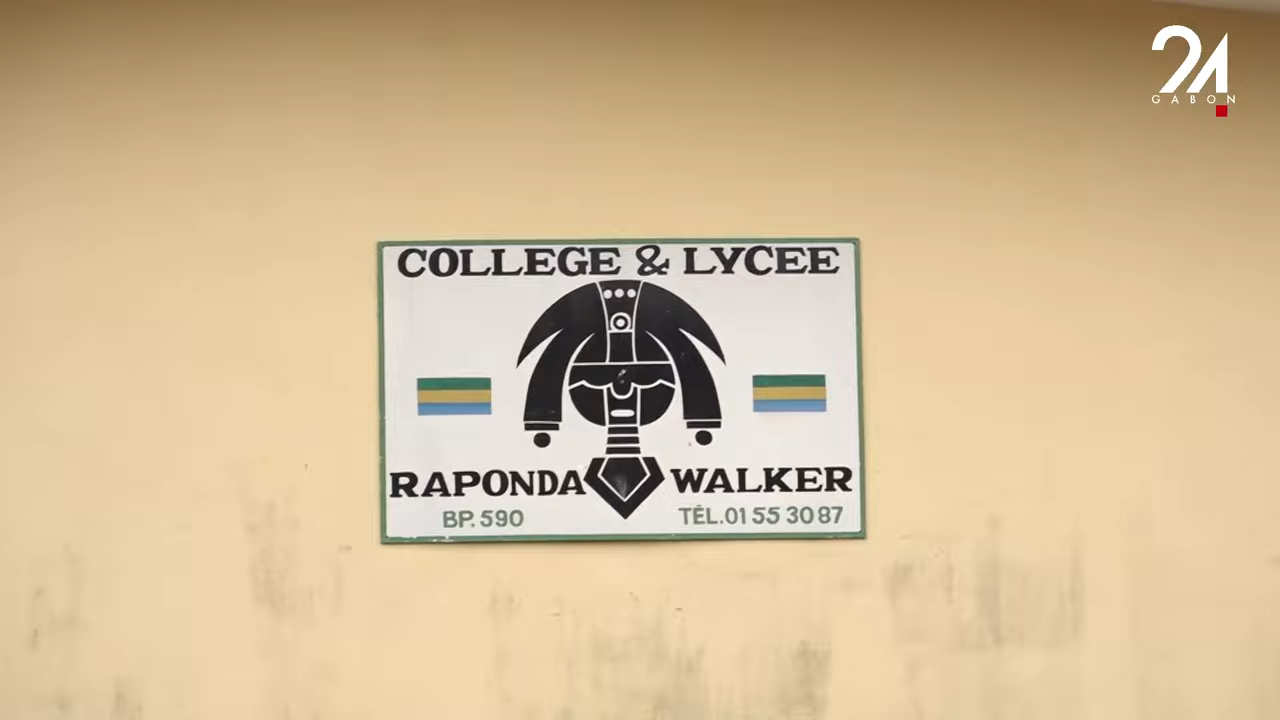 24
GABON
COLLEGE & LYCEE
RAPONDA WALKER
BP. 590 TÉL. 01 55 30 87